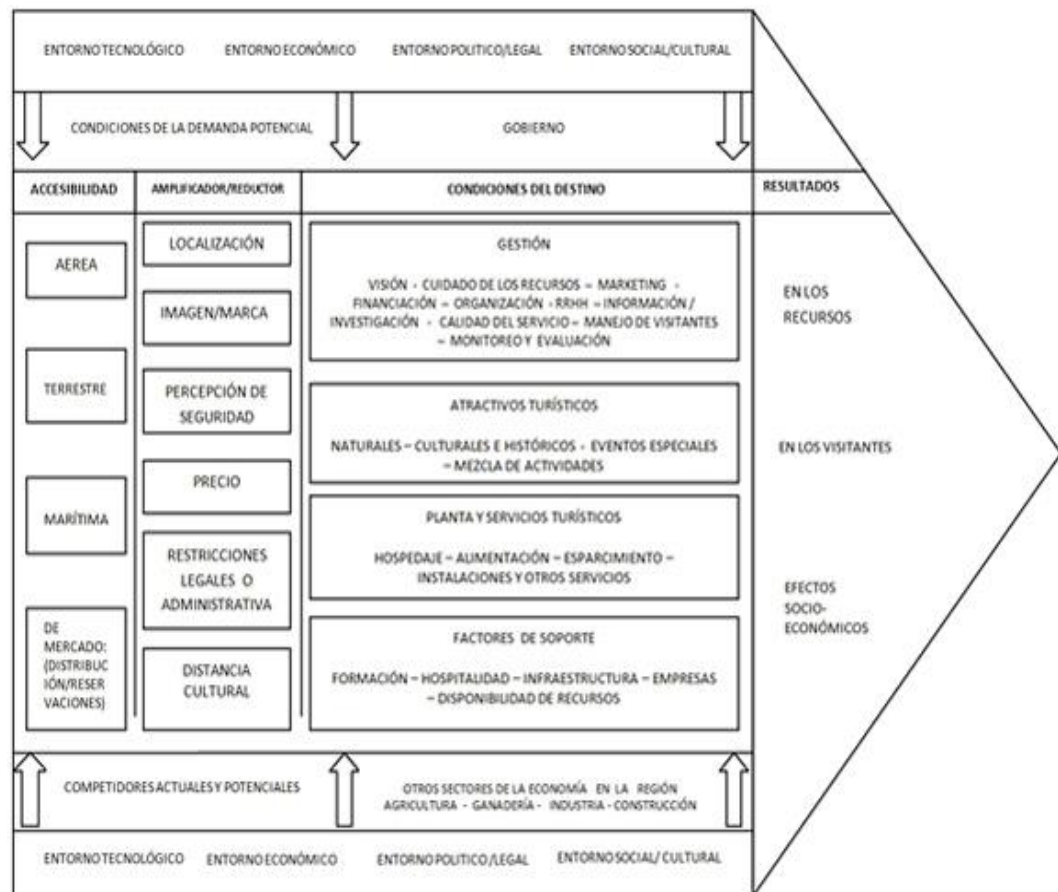 ENTORNO TECNOLÓGICO ENTORNO ECONÓMICO ENTORNO POLITICO/LEGAL ENTORNO SOCIAL/CULTURAL
CONDICIONES DE LA DEMANDA POTENCIAL GOBIERNO
ACCESIBILIDAD AMPLIFICADOR/REDUCTOR CONDICIONES DEL DESTINO RESULTADOS
AEREA
TERRESTRE
MARÍTIMA
DE
MERCADO:
(DISTRIBUC
IÓN/RESER
VACIONES)
LOCALIZACIÓN
IMAGEN/MARCA
PERCEPCIÓN DE
SEGURIDAD
PRECIO
RESTRICCIONES
LEGALES O
ADMINISTRATIVA
DISTANCIA
CULTURAL
GESTIÓN
VISIÓN - CUIDADO DE LOS RECURSOS – MARKETING -
FINANCIACIÓN – ORGANIZACIÓN - RRHH – INFORMACIÓN /
INVESTIGACIÓN - CALIDAD DEL SERVICIO – MANEJO DE VISITANTES
– MONITOREO Y EVALUACIÓN
ATRACTIVOS TURÍSTICOS
NATURALES – CULTURALES E HISTÓRICOS - EVENTOS ESPECIALES
– MEZCLA DE ACTIVIDADES
PLANTA Y SERVICIOS TURÍSTICOS
HOSPEDAJE – ALIMENTACIÓN – ESPARCIMIENTO –
INSTALACIONES Y OTROS SERVICIOS
FACTORES DE SOPORTE
FORMACIÓN – HOSPITALIDAD – INFRAESTRUCTURA – EMPRESAS
– DISPONIBILIDAD DE RECURSOS
EN LOS
RECURSOS
EN LOS VISITANTES
EFECTOS
SOCIO-
ECONÓMICOS
COMPETIDORES ACTUALES Y POTENCIALES
OTROS SECTORES DE LA ECONOMÍA EN LA REGIÓN
AGRICULTURA - GANADERÍA - INDUSTRIA - CONSTRUCCIÓN
ENTORNO TECNOLÓGICO ENTORNO ECONÓMICO ENTORNO POLITICO /LEGAL ENTORNO SOCIAL/ CULTURAL